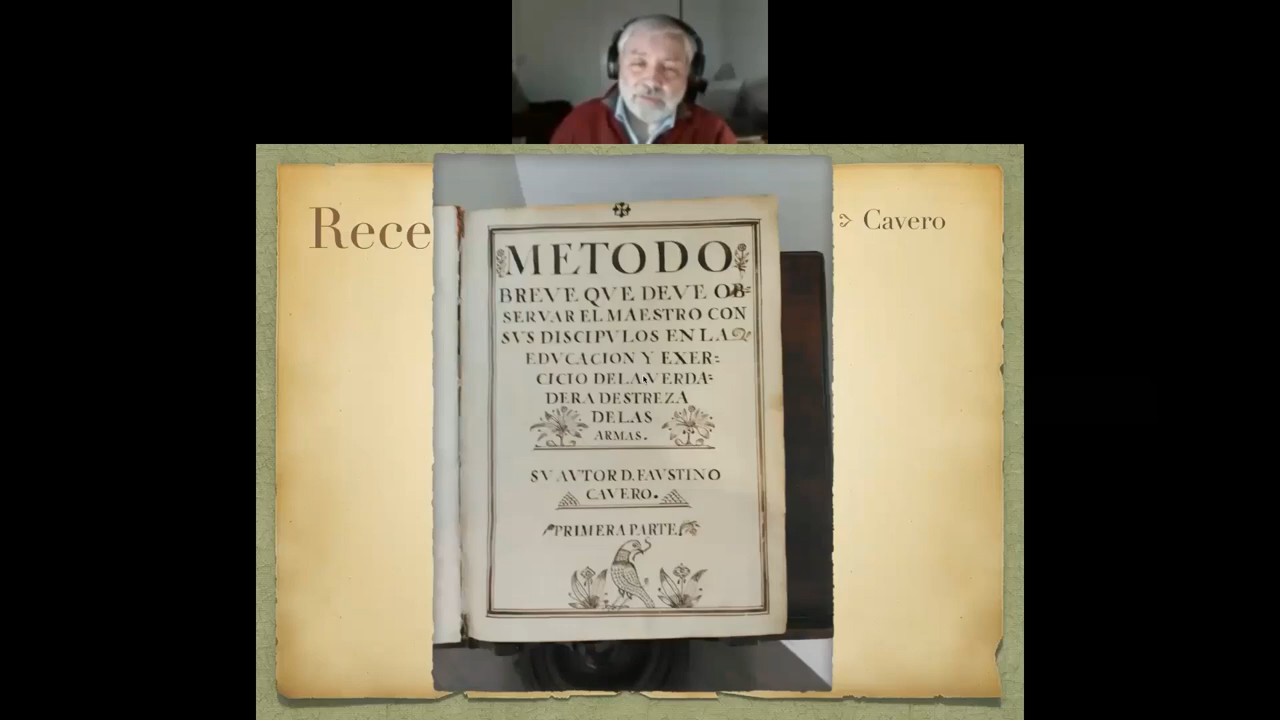 Rece
Cavero
METODO
BREVE QVE DEVE OB=
SERVAR EL MAESTRO CON
SVS DISCIPVLOS EN LA
EDVCACION Y EXER=
CICIO DE LA VERDA=
DERA DESTREZA
DE LAS
ARMAS.
SV AVTOR D. FAVSTINO
CAVERO.
PRIMERA PARTE